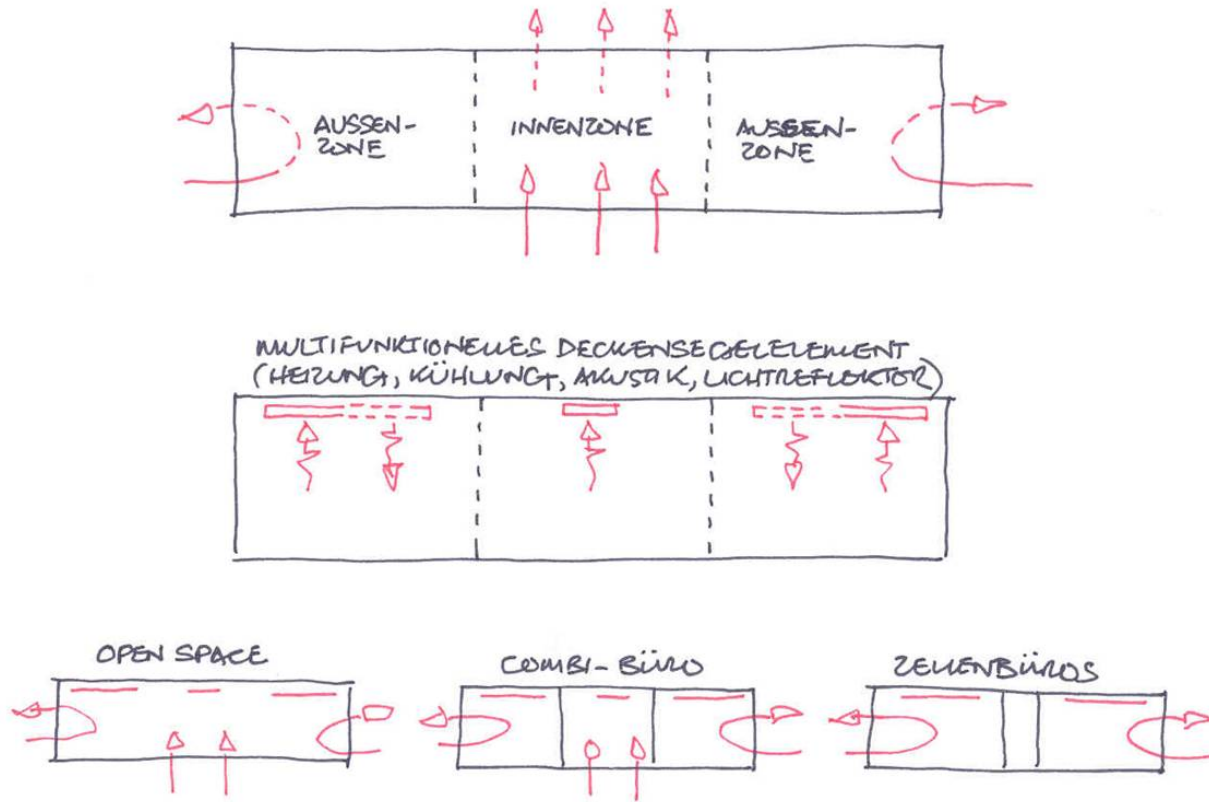 AUSSEN-
ZONE
INNENZONE
AUSSEN-
ZONE
MULTIFUNKTIONELLES DECKENSEGELELEMENT
(HEIZUNG, KÜHLUNG, AKUSTIK, LICHTREFLEKTOR)
OPEN SPACE
COMBI-BÜRO
ZELLENBÜROS